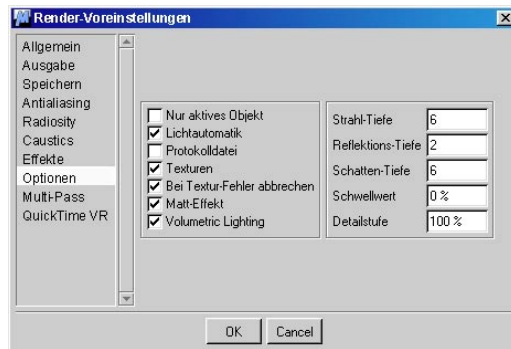 Render-Voreinstellungen
Allgemein
Ausgabe
Speichern
Antialiasing
Radiosity
Caustics
Effekte
Optionen
Multi-Pass
QuickTime VR
Nur aktives Objekt
Lichtautomatik
Protokolldatei
Texturen
Bei Textur-Fehler abbrechen
Matt-Effekt
Volumetric Lighting
Strahl-Tiefe 6
Reflektions-Tiefe 2
Schatten-Tiefe 6
Schwellwert 0 %
Detailstufe 100 %
OK Cancel